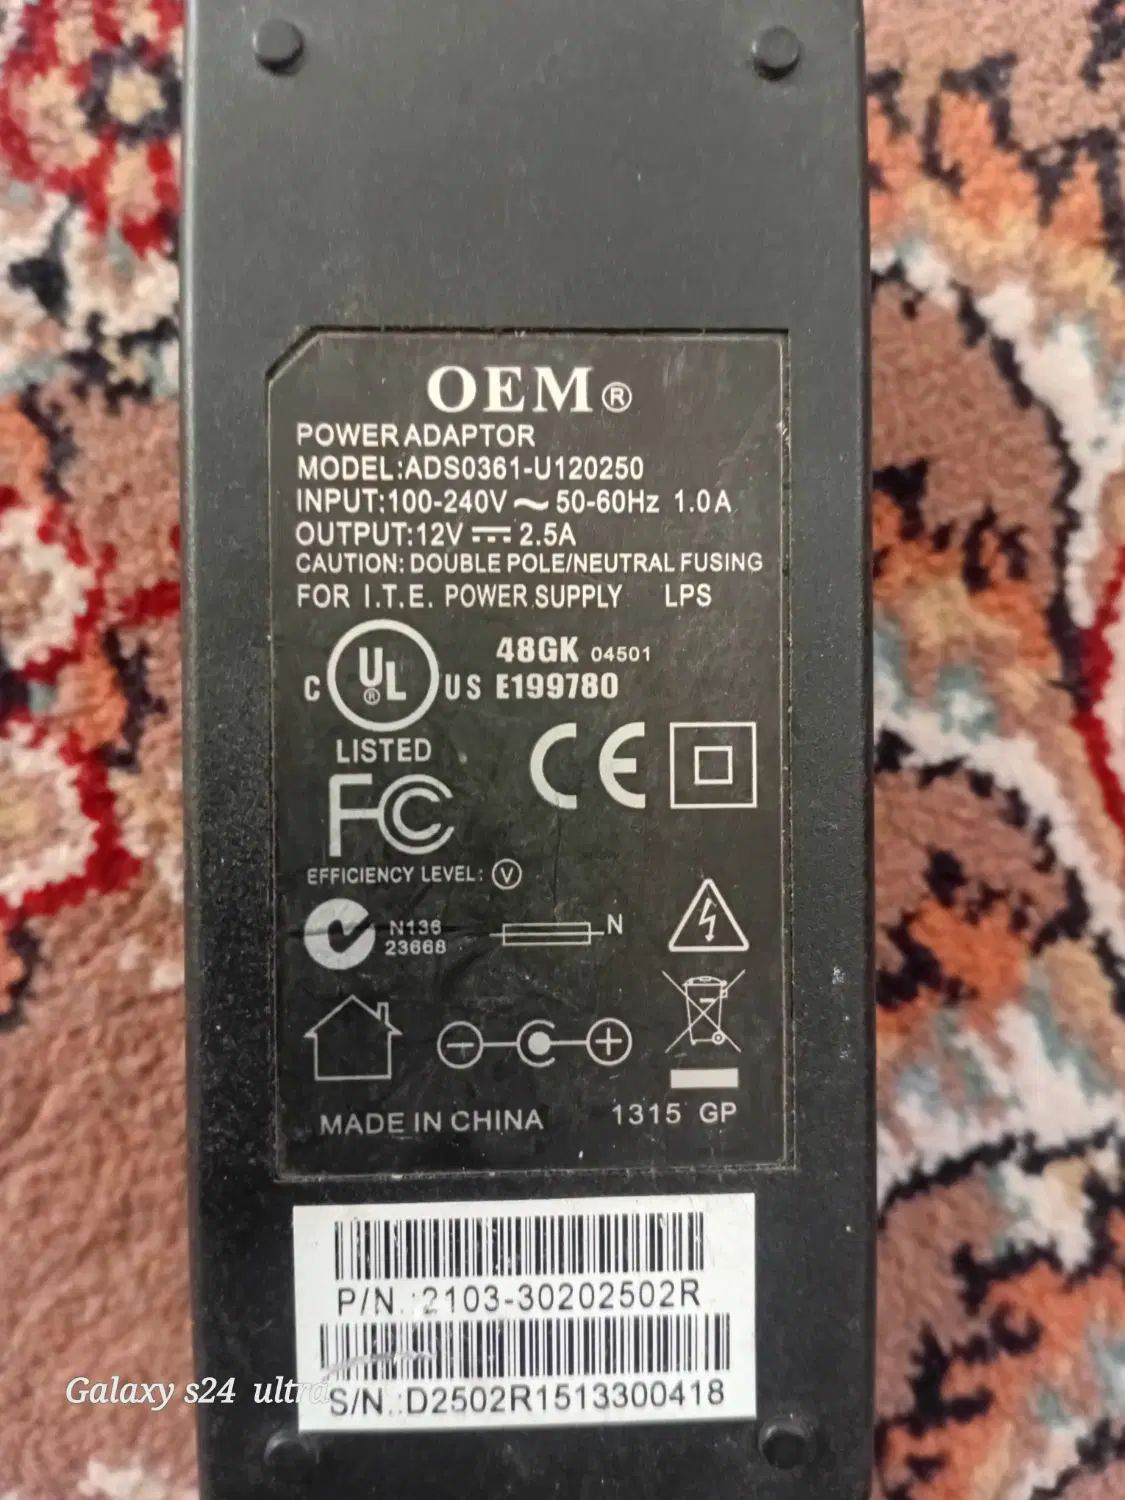 OEM®
POWER ADAPTOR
MODEL:ADS0361-U120250
INPUT:100-240V ~ 50-60Hz 1.0A
OUTPUT:12V ⎓ 2.5A
CAUTION: DOUBLE POLE/NEUTRAL FUSING
FOR I.T.E. POWER SUPPLY LPS
C UL® US
48GK 04501
E199780
LISTED
CE
FC
EFFICIENCY LEVEL: V
N136
23668
N
MADE IN CHINA 1315 GP
P/N.:2103-30202502R
S/N.:D2502R1513300418
Galaxy s24 ultra